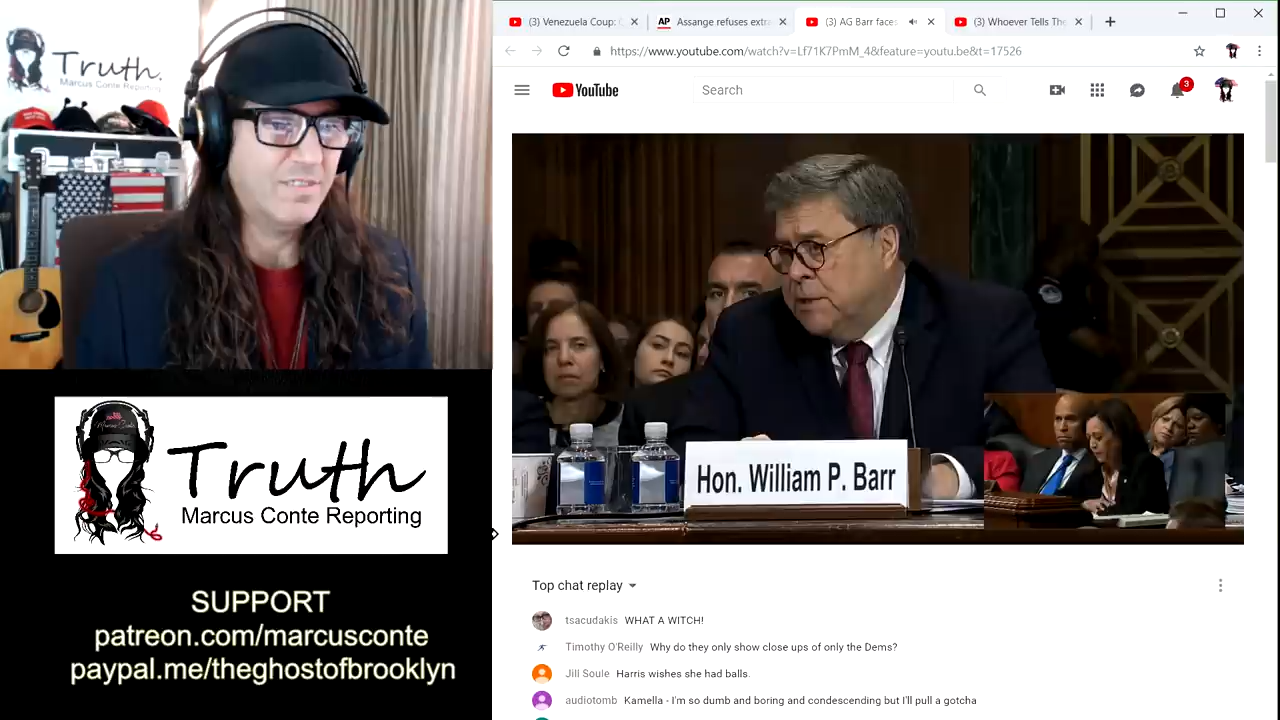 Truth.
Marcus Conte Reporting
Truth
Marcus Conte Reporting
SUPPORT
patreon.com/marcusconte
paypal.me/theghostofbrooklyn
(3) Venezuela Coup:
AP
Assange refuses extra
(3) AG Barr faces
(3) Whoever Tells The
https://www.youtube.com/watch?v=Lf71K7PmM_4&feature=youtu.be&t=17526
YouTube
Search
3
Hon. William P. Barr
Top chat replay
tsacudakis WHAT A WITCH!
Timothy O'Reilly Why do they only show close ups of only the Dems?
Jill Soule Harris wishes she had balls.
audiotomb Kamella - I'm so dumb and boring and condescending but I'll pull a gotcha